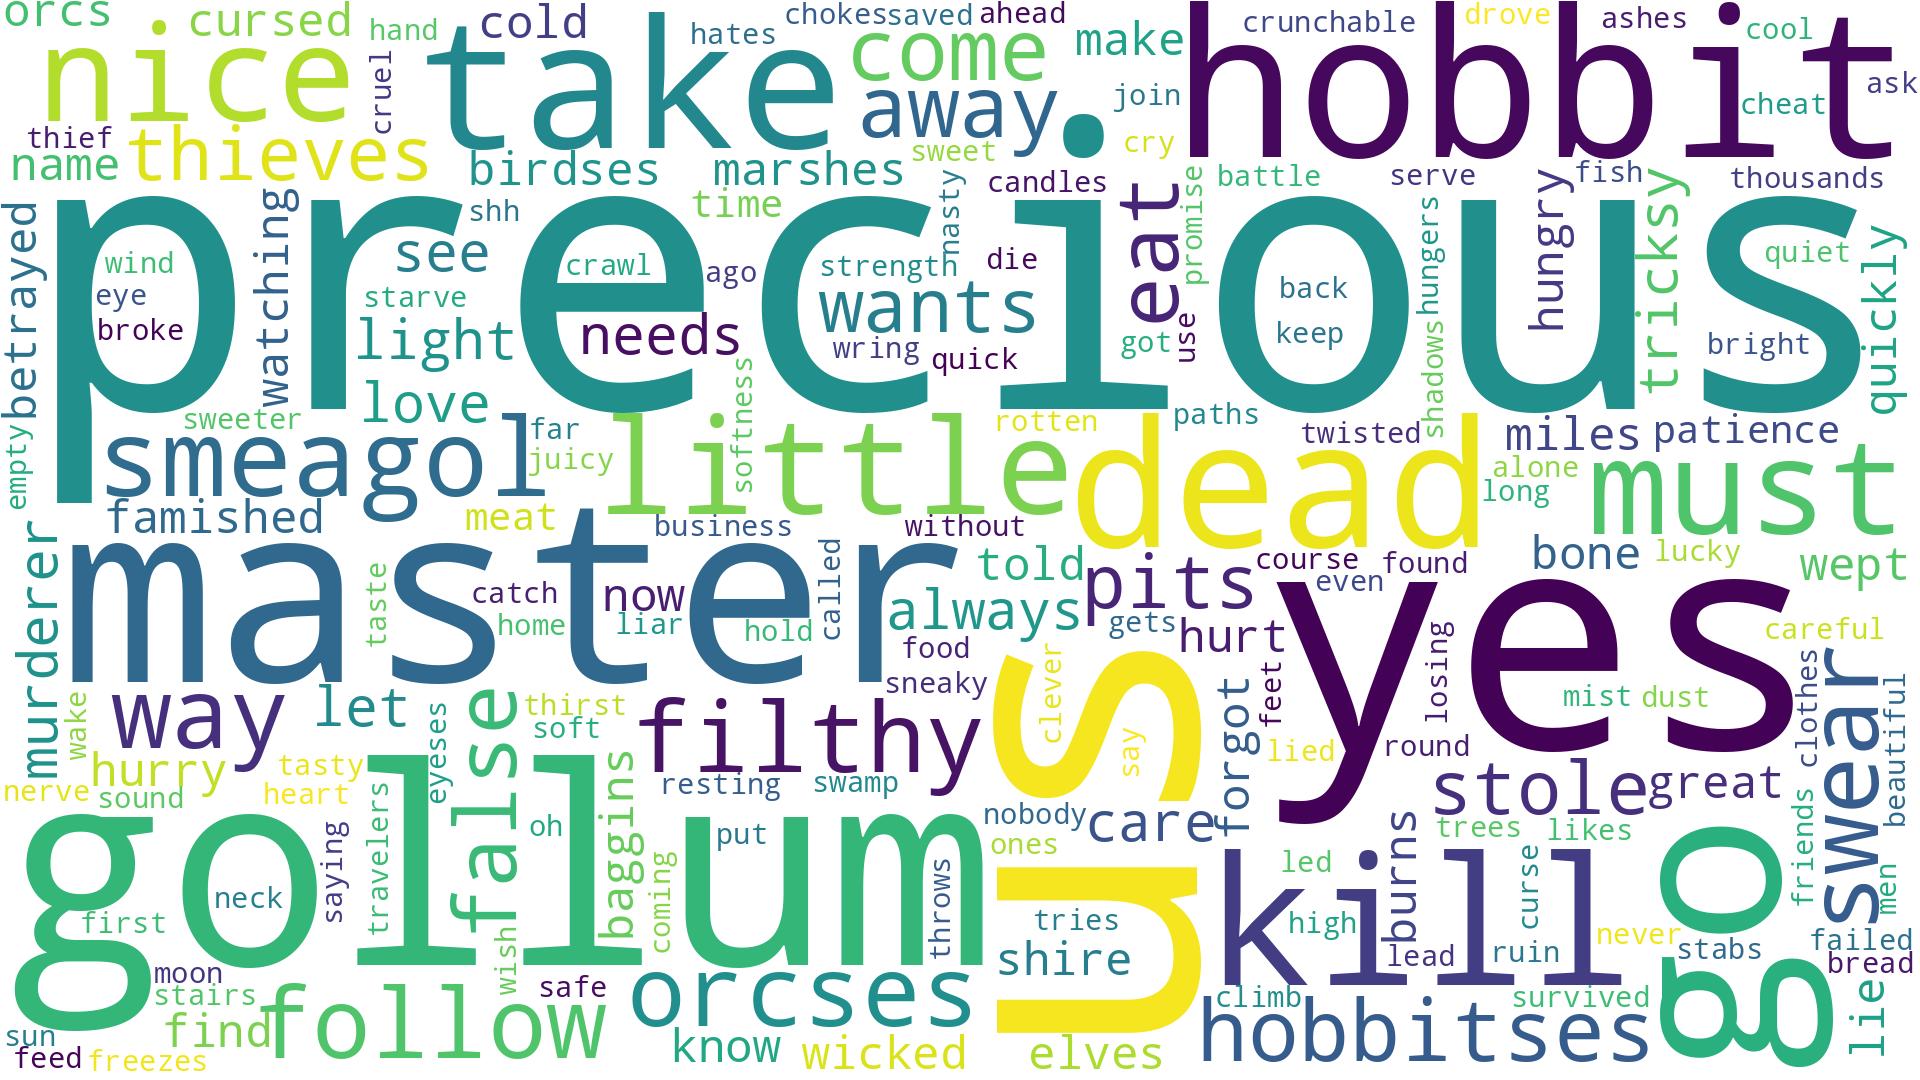 orcs
cursed
hand
cold
chokes
saved
ahead
make
hobbit
crunchable
drove
ashes
cool
ask
nice
take
hates
come
cruel
away
join
cheat
thief
thieves
name
birdses
marshes
sweet
cry
candles
battle
serve
fish
thousands
precious
betrayed
watching
shh
see
time
nasty
eat
promise
hungers
hungry
tricksy
quiet
quickly
wind
eye
broke
starve
light
love
crawl
needs
ago
strength
wants
wring
die
quick
got
use
back
keep
shadows
bright
sweeter
smeagol
far
juicy
softness
little
rotten
dead
paths
twisted
miles
patience
alone
long
must
empty
famished
meat
business
without
told
pits
course
even
found
bone
lucky
wept
murderer
master
taste
catch
now
home
liar
hold
called
always
gets
hurt
yes
careful
food
sneaky
us
clever
say
feet
losing
mist
dust
clothes
swear
beautiful
wake
way
let
eyeses
false
thirst
soft
filthy
forgot
lied
round
hurry
tasty
heart
nerve
sound
resting
swamp
stole
great
gollum
saying
travelers
oh
baggins
coming
put
throws
nobody
ones
care
burns
trees
likes
friends
men
neck
first
wish
tries
shire
kill
led
high
lead
curse
ruin
never
go
stabs
failed
bread
moon
stairs
follow
safe
orcses
climb
survived
hobbitses
lie
sun
find
feed
freezes
know
wicked
elves